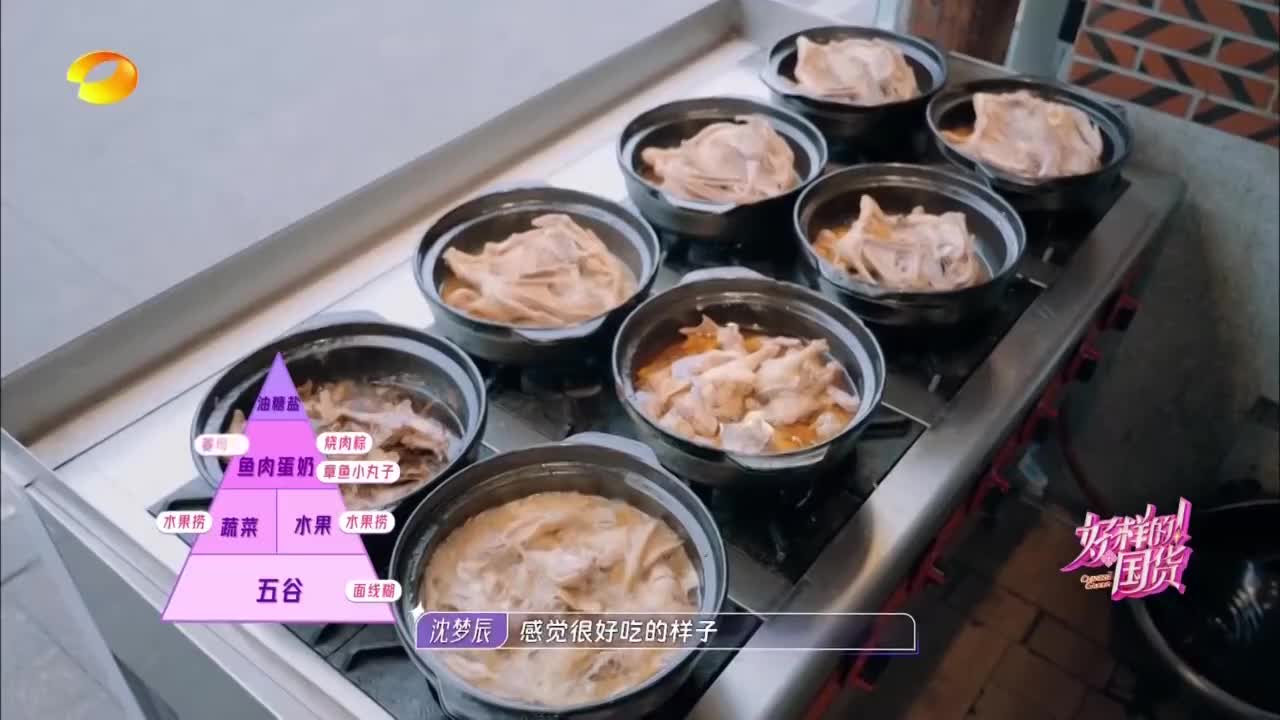 油糖盐
烧肉粽
鱼肉蛋奶
章鱼小丸子
水果捞
蔬菜
水果
水果捞
五谷
面线糊
好样的!
国货
沈梦辰
感觉很好吃的样子